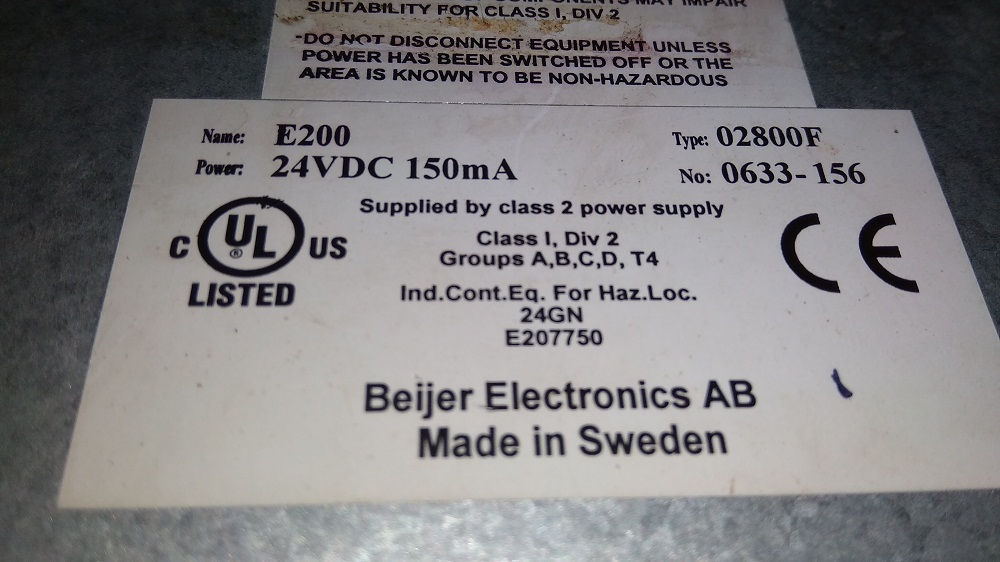 COMPONENTS MAY IMPAIR
SUITABILITY FOR CLASS I, DIV 2
-DO NOT DISCONNECT EQUIPMENT UNLESS
POWER HAS BEEN SWITCHED OFF OR THE
AREA IS KNOWN TO BE NON-HAZARDOUS
Name: E200 Type: 02800F
Power: 24VDC 150mA No: 0633-156
Supplied by class 2 power supply
C UL ® US
LISTED
Class I, Div 2
Groups A,B,C,D, T4
Ind.Cont.Eq. For Haz.Loc.
24GN
E207750
CE
Beijer Electronics AB
Made in Sweden